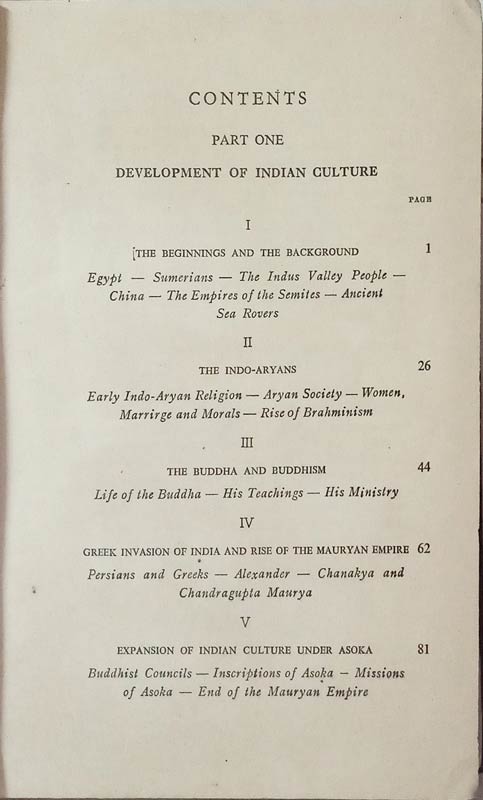 CONTENTS
PART ONE
DEVELOPMENT OF INDIAN CULTURE
PAGE
I
[THE BEGINNINGS AND THE BACKGROUND 1
Egypt — Sumerians — The Indus Valley People —
China — The Empires of the Semites — Ancient
Sea Rovers
II
THE INDO-ARYANS 26
Early Indo-Aryan Religion — Aryan Society — Women,
Marrirge and Morals — Rise of Brahminism
III
THE BUDDHA AND BUDDHISM 44
Life of the Buddha — His Teachings — His Ministry
IV
GREEK INVASION OF INDIA AND RISE OF THE MAURYAN EMPIRE 62
Persians and Greeks — Alexander — Chanakya and
Chandragupta Maurya
V
EXPANSION OF INDIAN CULTURE UNDER ASOKA 81
Buddhist Councils — Inscriptions of Asoka — Missions
of Asoka — End of the Mauryan Empire